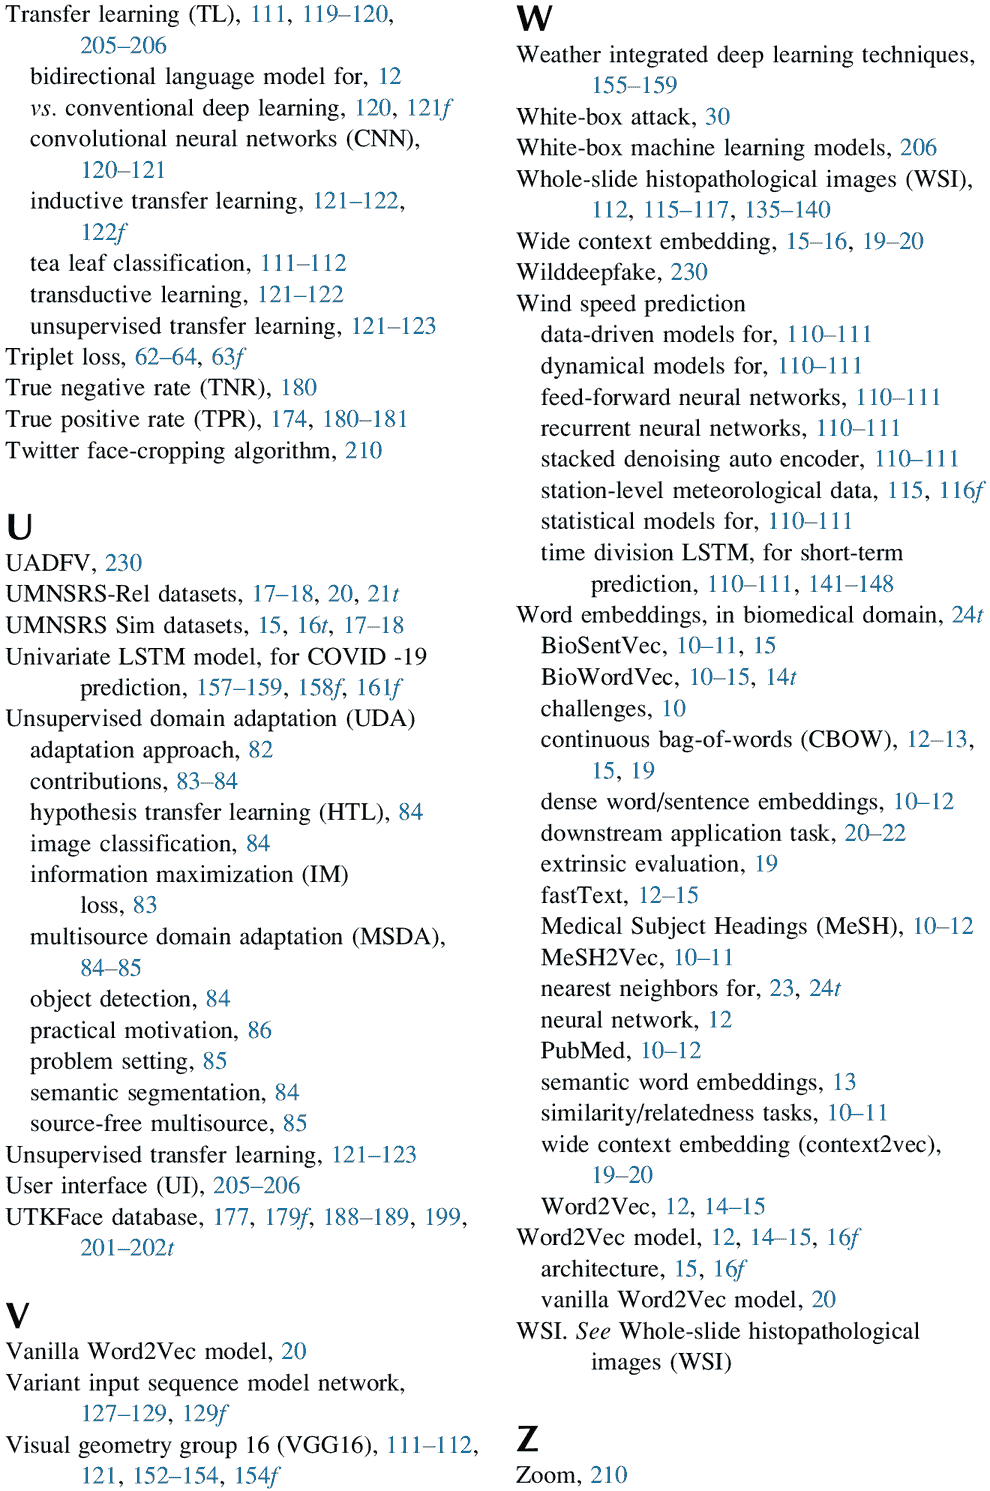 Transfer learning (TL), 111, 119–120,
205–206
bidirectional language model for, 12
vs. conventional deep learning, 120, 121f
convolutional neural networks (CNN),
120–121
inductive transfer learning, 121–122,
122f
tea leaf classification, 111–112
transductive learning, 121–122
unsupervised transfer learning, 121–123
Triplet loss, 62–64, 63f
True negative rate (TNR), 180
True positive rate (TPR), 174, 180–181
Twitter face-cropping algorithm, 210
U
UADFV, 230
UMNSRS-Rel datasets, 17–18, 20, 21t
UMNSRS Sim datasets, 15, 16t, 17–18
Univariate LSTM model, for COVID -19
prediction, 157–159, 158f, 161f
Unsupervised domain adaptation (UDA)
adaptation approach, 82
contributions, 83–84
hypothesis transfer learning (HTL), 84
image classification, 84
information maximization (IM)
loss, 83
multisource domain adaptation (MSDA),
84–85
object detection, 84
practical motivation, 86
problem setting, 85
semantic segmentation, 84
source-free multisource, 85
Unsupervised transfer learning, 121–123
User interface (UI), 205–206
UTKFace database, 177, 179f, 188–189, 199,
201–202t
V
Vanilla Word2Vec model, 20
Variant input sequence model network,
127–129, 129f
Visual geometry group 16 (VGG16), 111–112,
121, 152–154, 154f
W
Weather integrated deep learning techniques,
155–159
White-box attack, 30
White-box machine learning models, 206
Whole-slide histopathological images (WSI),
112, 115–117, 135–140
Wide context embedding, 15–16, 19–20
Wilddeepfake, 230
Wind speed prediction
data-driven models for, 110–111
dynamical models for, 110–111
feed-forward neural networks, 110–111
recurrent neural networks, 110–111
stacked denoising auto encoder, 110–111
station-level meteorological data, 115, 116f
statistical models for, 110–111
time division LSTM, for short-term
prediction, 110–111, 141–148
Word embeddings, in biomedical domain, 24t
BioSentVec, 10–11, 15
BioWordVec, 10–15, 14t
challenges, 10
continuous bag-of-words (CBOW), 12–13,
15, 19
dense word/sentence embeddings, 10–12
downstream application task, 20–22
extrinsic evaluation, 19
fastText, 12–15
Medical Subject Headings (MeSH), 10–12
MeSH2Vec, 10–11
nearest neighbors for, 23, 24t
neural network, 12
PubMed, 10–12
semantic word embeddings, 13
similarity/relatedness tasks, 10–11
wide context embedding (context2vec),
19–20
Word2Vec, 12, 14–15
Word2Vec model, 12, 14–15, 16f
architecture, 15, 16f
vanilla Word2Vec model, 20
WSI. See Whole-slide histopathological
images (WSI)
Z
Zoom, 210